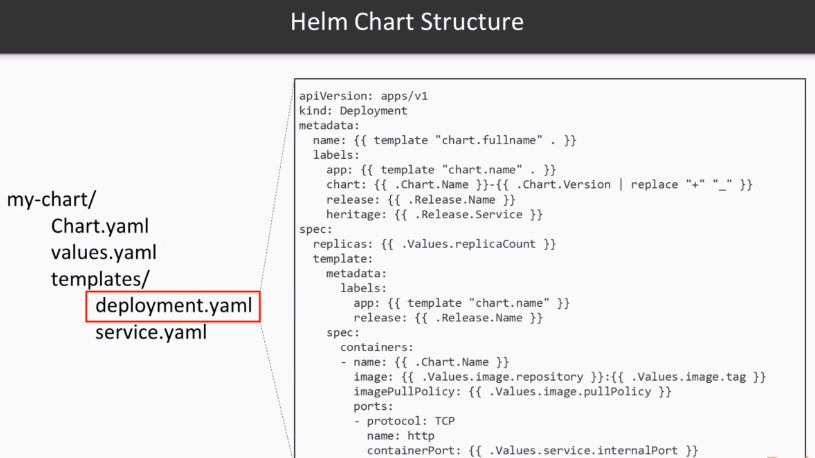 Helm Chart Structure
my-chart/
Chart.yaml
values.yaml
templates/
deployment.yaml
service.yaml
apiVersion: apps/v1
kind: Deployment
metadata:
  name: {{ template "chart.fullname" . }}
  labels:
    app: {{ template "chart.name" . }}
    chart: {{ .Chart.Name }}-{{ .Chart.Version | replace "+" "_" }}
    release: {{ .Release.Name }}
    heritage: {{ .Release.Service }}
spec:
  replicas: {{ .Values.replicaCount }}
  template:
    metadata:
      labels:
        app: {{ template "chart.name" }}
        release: {{ .Release.Name }}
    spec:
      containers:
      - name: {{ .Chart.Name }}
        image: {{ .Values.image.repository }}:{{ .Values.image.tag }}
        imagePullPolicy: {{ .Values.image.pullPolicy }}
        ports:
        - protocol: TCP
          name: http
          containerPort: {{ .Values.service.internalPort }}